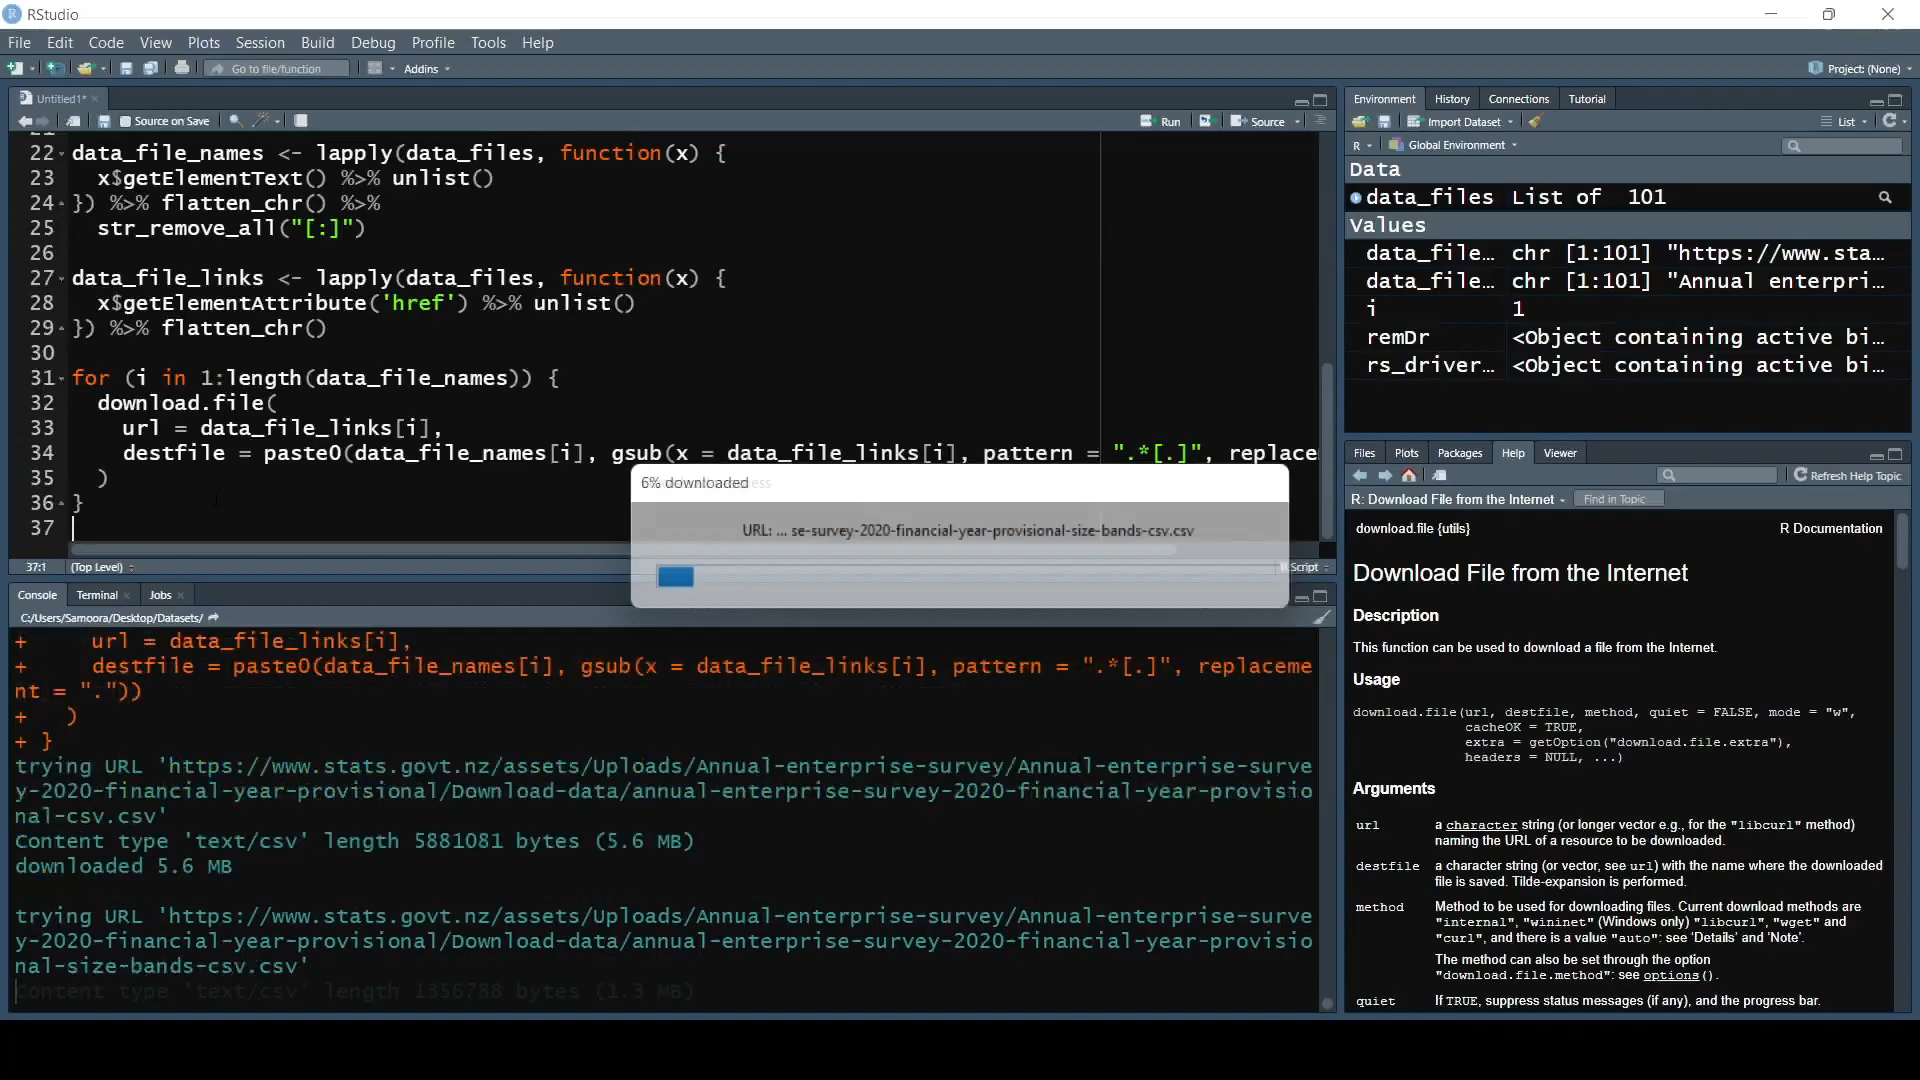 RStudio
File Edit Code View Plots Session Build Debug Profile Tools Help
Go to file/function Addins Project: (None)
Untitled1*
Source on Save Run Source
22 data_file_names <- lapply(data_files, function(x) {
23 x$getElementText() %>% unlist()
24 }) %>% flatten_chr() %>%
25 str_remove_all("[:]")
26
27 data_file_links <- lapply(data_files, function(x) {
28 x$getElementAttribute('href') %>% unlist()
29 }) %>% flatten_chr()
30
31 for (i in 1:length(data_file_names)) {
32 download.file(
33 url = data_file_links[i],
34 destfile = paste0(data_file_names[i], gsub(x = data_file_links[i], pattern = ".*[.]", replacem
35 )
36 }
37
37:1 (Top Level) Script
6% downloaded
URL: ... se-survey-2020-financial-year-provisional-size-bands-csv.csv
Console Terminal Jobs
C:/Users/Samoora/Desktop/Datasets/
+ url = data_file_links[i],
+ destfile = paste0(data_file_names[i], gsub(x = data_file_links[i], pattern = ".*[.]", replaceme
nt = "."))
+ )
+ }
trying URL 'https://www.stats.govt.nz/assets/Uploads/Annual-enterprise-survey/Annual-enterprise-surve
y-2020-financial-year-provisional/Download-data/annual-enterprise-survey-2020-financial-year-provisio
nal-csv.csv'
Content type 'text/csv' length 5881081 bytes (5.6 MB)
downloaded 5.6 MB
trying URL 'https://www.stats.govt.nz/assets/Uploads/Annual-enterprise-survey/Annual-enterprise-surve
y-2020-financial-year-provisional/Download-data/annual-enterprise-survey-2020-financial-year-provisio
nal-size-bands-csv.csv'
Content type 'text/csv' length 1356788 bytes (1.3 MB)
Environment History Connections Tutorial
Import Dataset List
R Global Environment
Data
data_files List of 101
Values
data_file… chr [1:101] "https://www.sta…
data_file… chr [1:101] "Annual enterpri…
i 1
remDr <Object containing active bi…
rs_driver… <Object containing active bi…
Files Plots Packages Help Viewer
Refresh Help Topic
R: Download File from the Internet Find in Topic
download.file {utils} R Documentation
Download File from the Internet
Description
This function can be used to download a file from the Internet.
Usage
download.file(url, destfile, method, quiet = FALSE, mode = "w",
cacheOK = TRUE,
extra = getOption("download.file.extra"),
headers = NULL, ...)
Arguments
url a character string (or longer vector e.g., for the "libcurl" method)
naming the URL of a resource to be downloaded.
destfile a character string (or vector, see url) with the name where the downloaded
file is saved. Tilde-expansion is performed.
method Method to be used for downloading files. Current download methods are
"internal", "wininet" (Windows only) "libcurl", "wget" and
"curl", and there is a value "auto": see 'Details' and 'Note'.
The method can also be set through the option
"download.file.method": see options().
quiet If TRUE, suppress status messages (if any), and the progress bar.